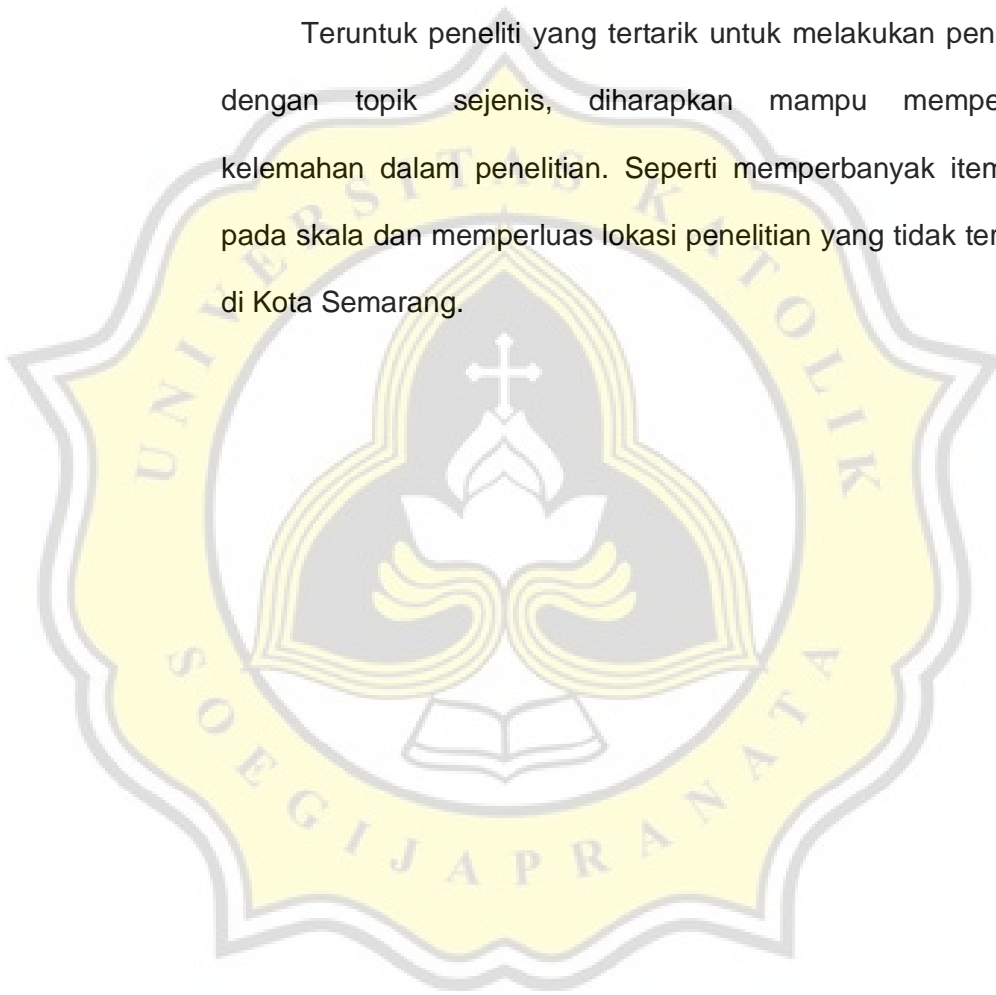 Teruntuk peneliti yang tertarik untuk melakukan pen
dengan topik sejenis, diharapkan mampu mempe
kelemahan dalam penelitian. Seperti memperbanyak item
pada skala dan memperluas lokasi penelitian yang tidak ter
di Kota Semarang.
UNIVERSITAS KATOLIK
SOEGIJAPRANATA